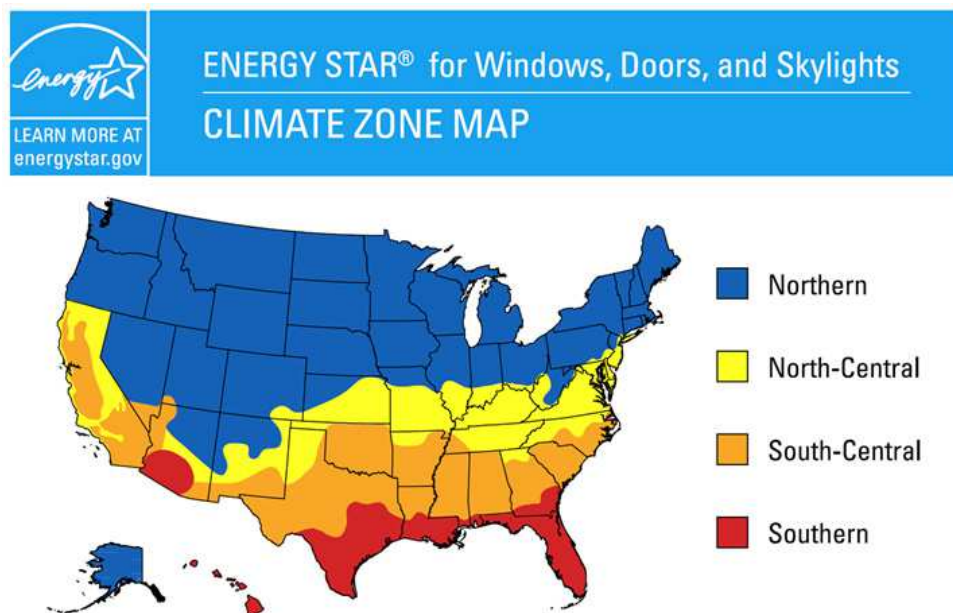 energy
LEARN MORE AT
energystar.gov
ENERGY STAR® for Windows, Doors, and Skylights
CLIMATE ZONE MAP
Northern
North-Central
South-Central
Southern